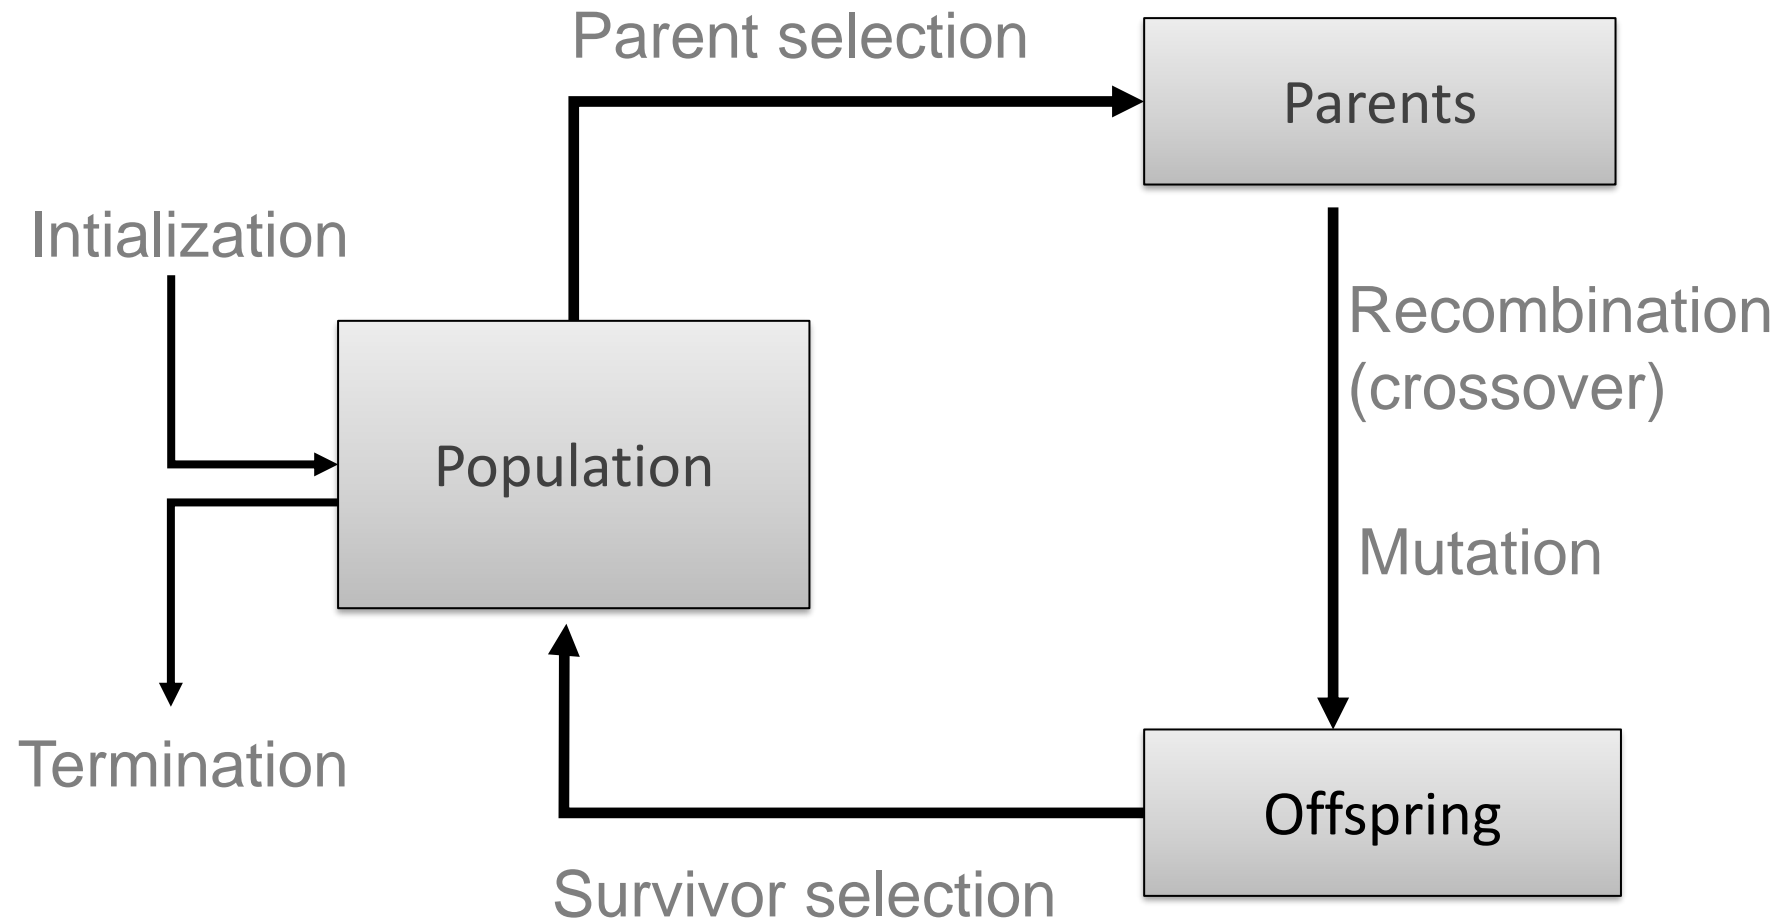 Parent selection
Parents
Intialization
Recombination
(crossover)
Population
Mutation
Termination
Offspring
Survivor selection